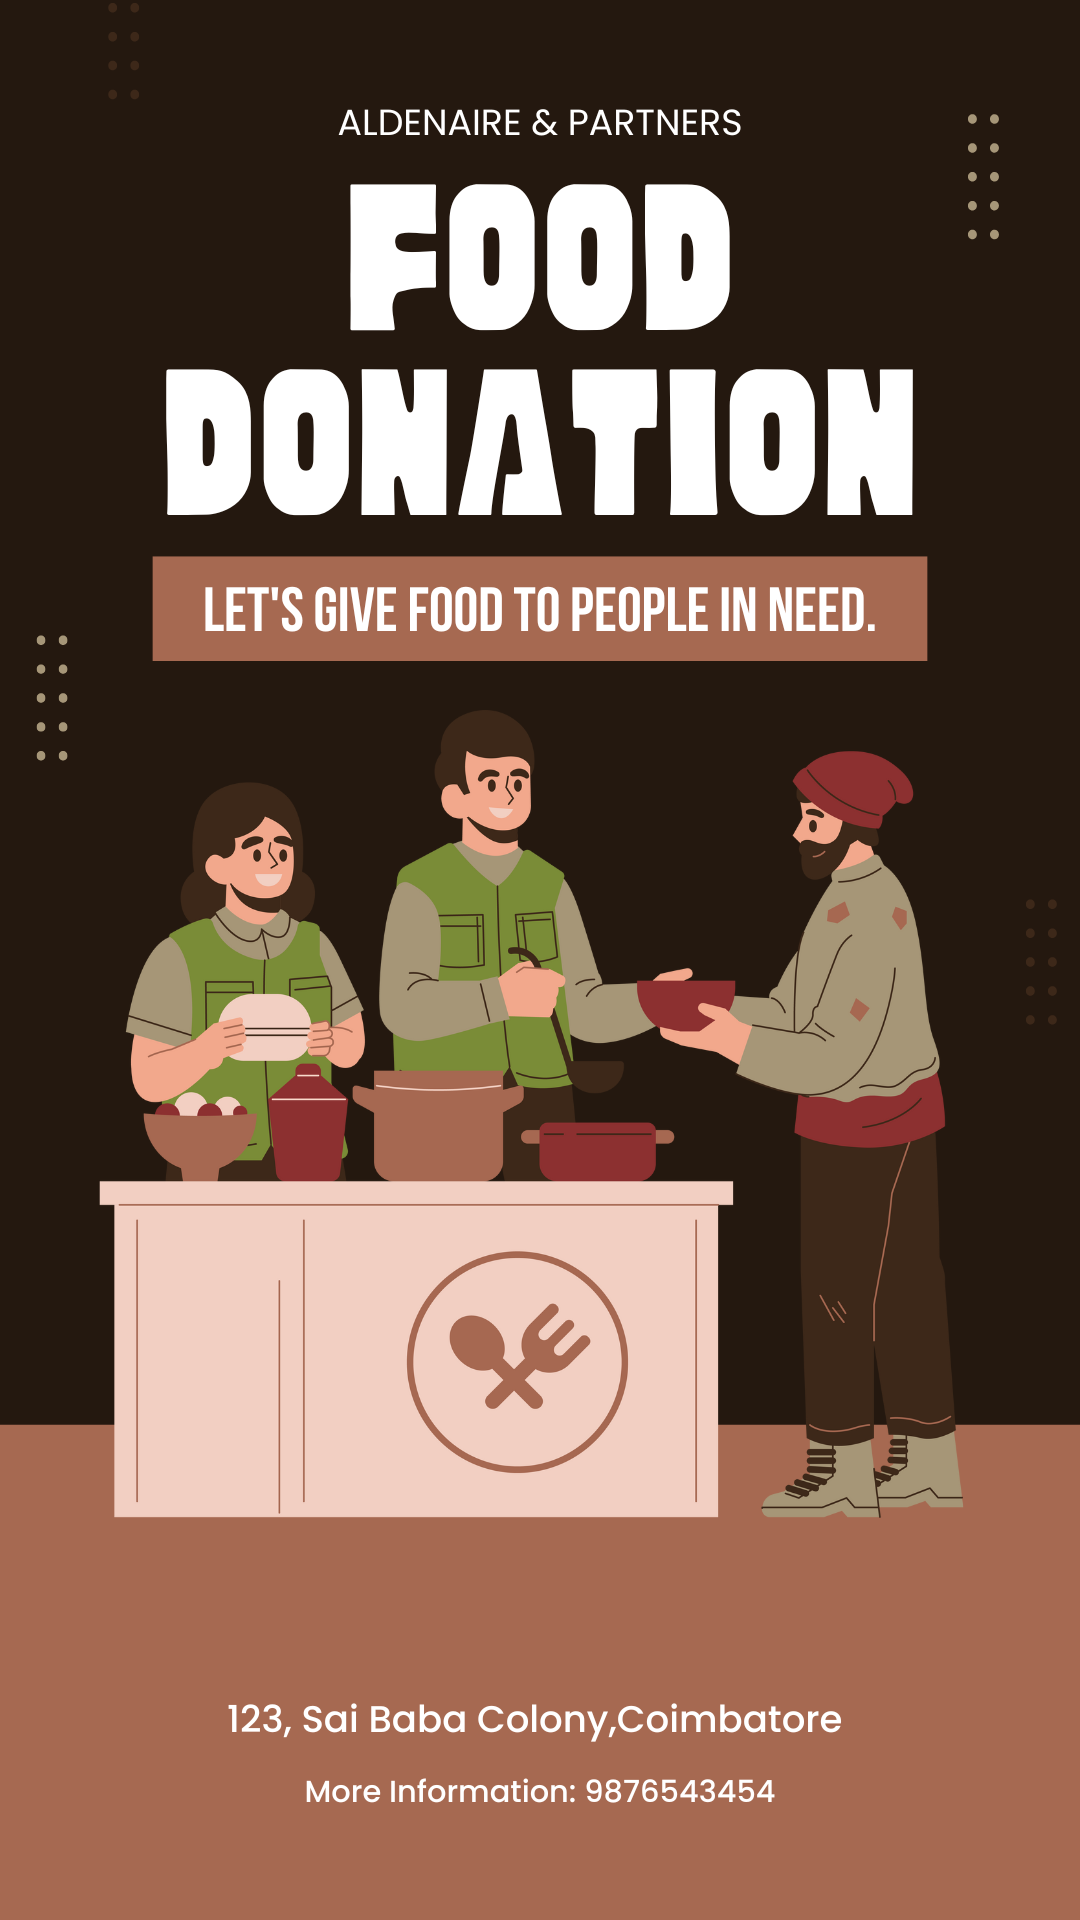 ALDENAIRE & PARTNERS
FOOD
DONATION
LET'S GIVE FOOD TO PEOPLE IN NEED.
123, Sai Baba Colony,Coimbatore
More Information: 9876543454